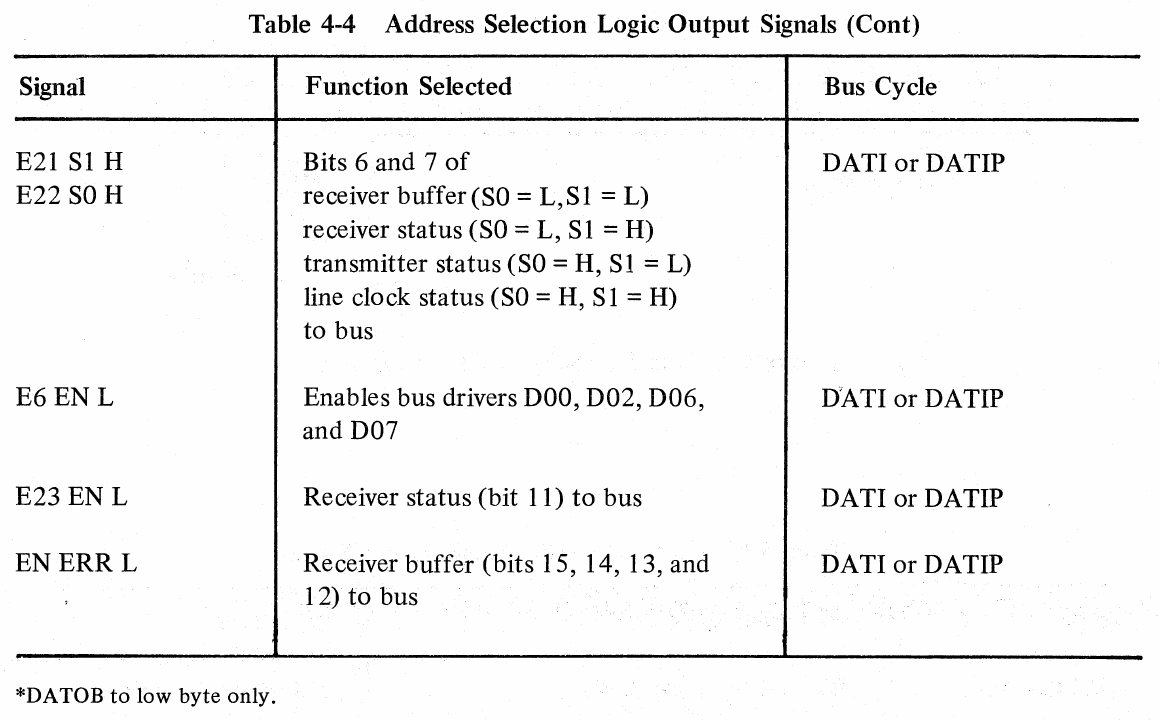 Table 4-4 Address Selection Logic Output Signals (Cont)
Signal Function Selected Bus Cycle
E21 S1 H Bits 6 and 7 of DATI or DATIP
E22 S0 H receiver buffer (S0 = L, S1 = L)
receiver status (S0 = L, S1 = H)
transmitter status (S0 = H, S1 = L)
line clock status (S0 = H, S1 = H)
to bus
E6 EN L Enables bus drivers D00, D02, D06, DATI or DATIP
and D07
E23 EN L Receiver status (bit 11) to bus DATI or DATIP
EN ERR L Receiver buffer (bits 15, 14, 13, and DATI or DATIP
12) to bus
*DATOB to low byte only.